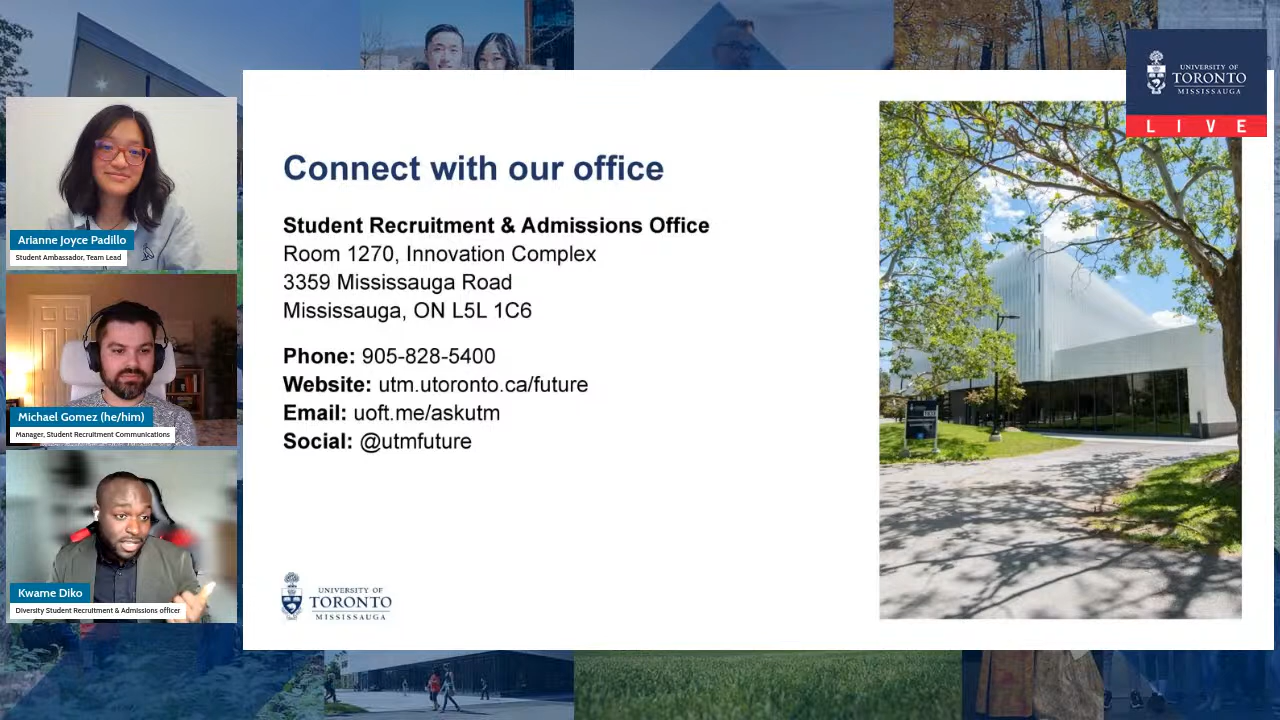 UNIVERSITY OF
TORONTO
MISSISSAUGA
LIVE
Arianne Joyce Padillo
Student Ambassador, Team Lead
Michael Gomez (he/him)
Manager, Student Recruitment Communications
Kwame Diko
Diversity Student Recruitment & Admissions officer
Connect with our office
Student Recruitment & Admissions Office
Room 1270, Innovation Complex
3359 Mississauga Road
Mississauga, ON L5L 1C6
Phone: 905-828-5400
Website: utm.utoronto.ca/future
Email: uoft.me/askutm
Social: @utmfuture
UNIVERSITY OF
TORONTO
MISSISSAUGA